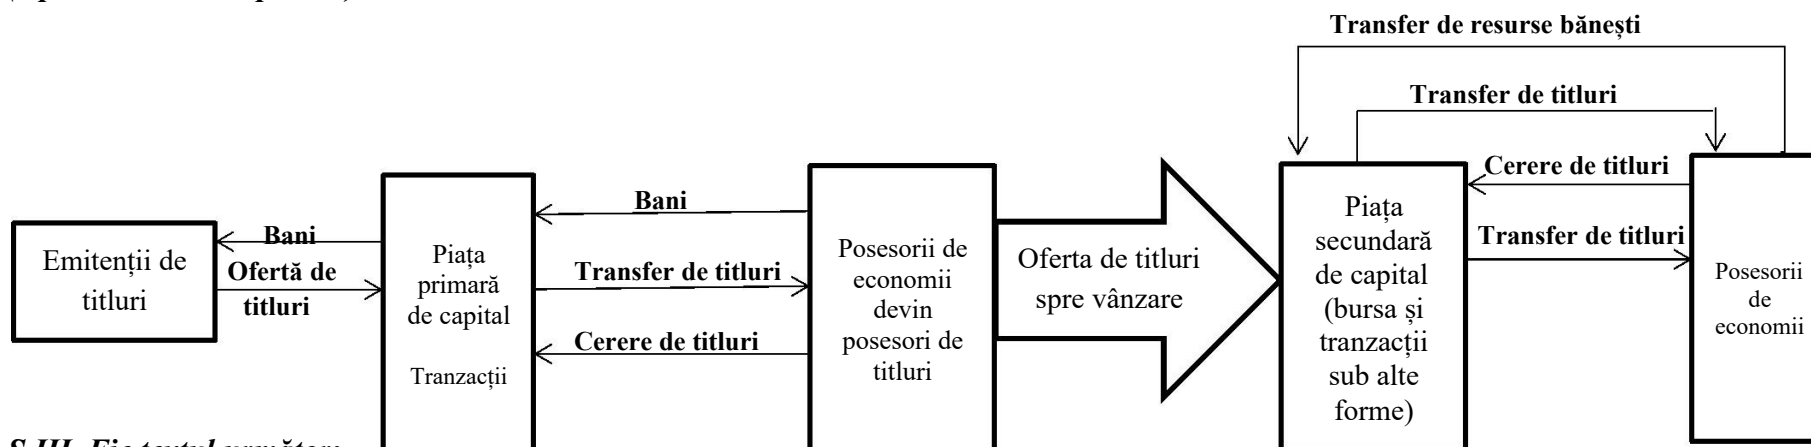 Transfer de resurse bănești
Transfer de titluri
Emitenții de
titluri
Bani
Ofertă de
titluri
Piața
primară
de capital
Tranzacții
Bani
Transfer de titluri
Cerere de titluri
Posesorii de
economii
devin
posesori de
titluri
Oferta de titluri
spre vânzare
Piața
secundară
de capital
(bursa și
tranzacții
sub alte
forme)
Cerere de titluri
Transfer de titluri
Posesorii
de
economii